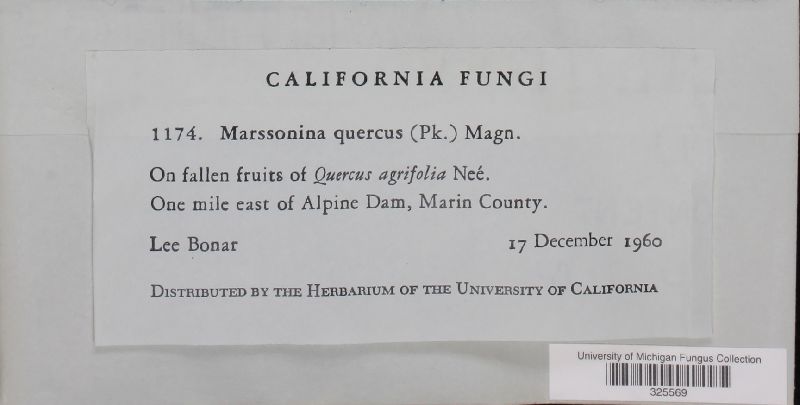 CALIFORNIA FUNGI
1174. Marssonina quercus (Pk.) Magn.
On fallen fruits of Quercus agrifolia Neé.
One mile east of Alpine Dam, Marin County.
Lee Bonar 17 December 1960
DISTRIBUTED BY THE HERBARIUM OF THE UNIVERSITY OF CALIFORNIA
University of Michigan Fungus Collection
325569